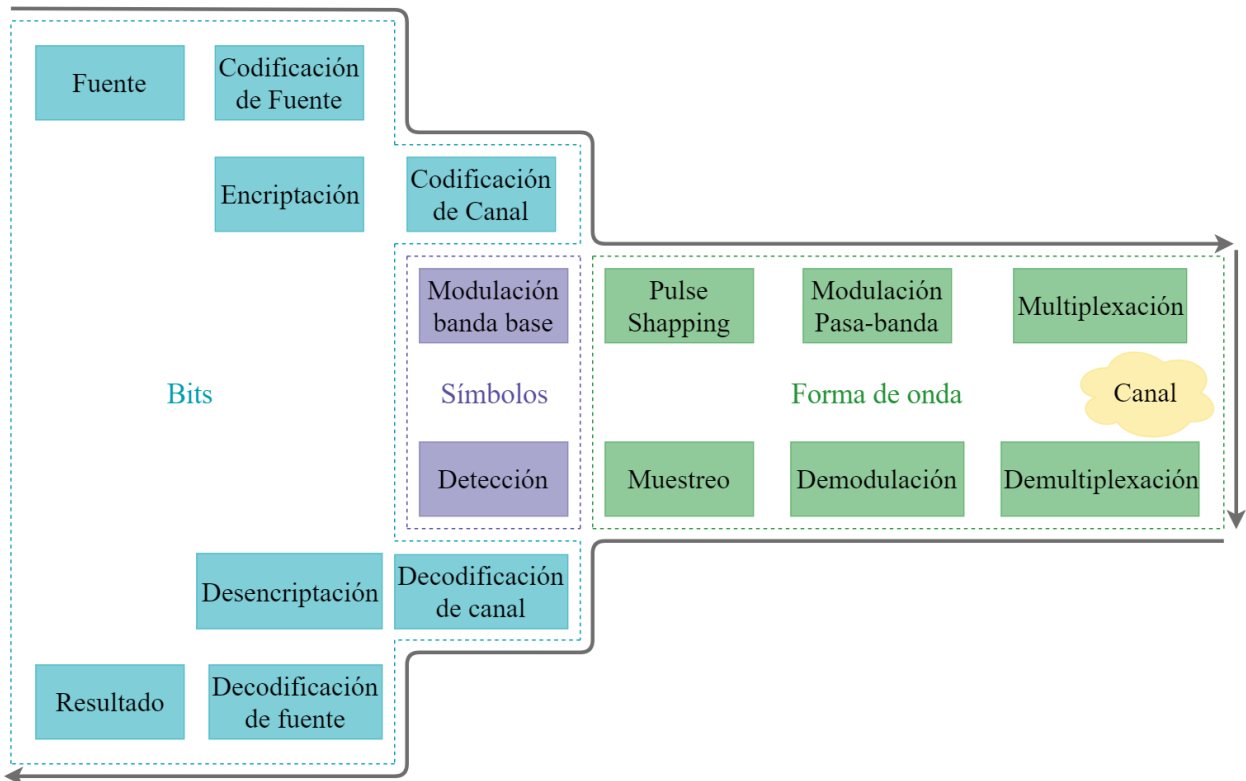 Fuente
Codificación
de Fuente
Encriptación
Codificación
de Canal
Modulación
banda base
Pulse
Shapping
Modulación
Pasa-banda
Multiplexación
Bits
Símbolos
Forma de onda
Canal
Detección
Muestreo
Demodulación
Demultiplexación
Desencriptación
Decodificación
de canal
Resultado
Decodificación
de fuente